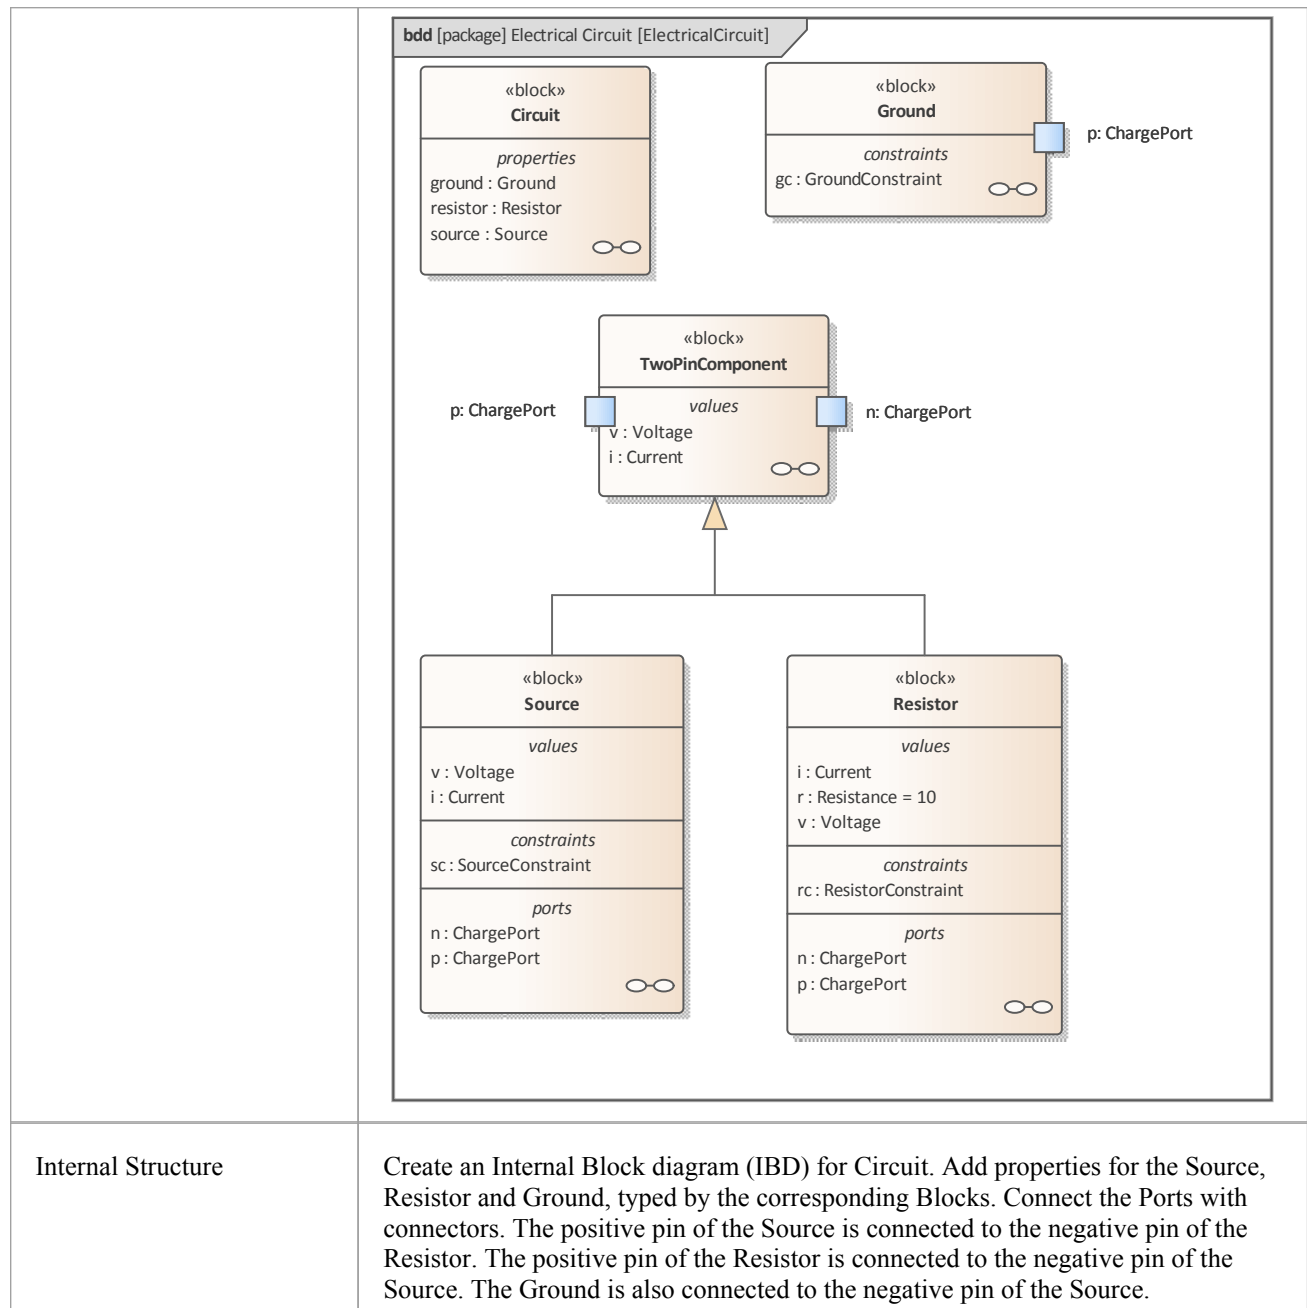 bdd [package] Electrical Circuit [ElectricalCircuit]
«block»
Circuit
properties
ground : Ground
resistor : Resistor
source : Source
«block»
Ground
constraints
gc : GroundConstraint
p: ChargePort
«block»
TwoPinComponent
values
v : Voltage
i : Current
p: ChargePort
n: ChargePort
«block»
Source
values
v : Voltage
i : Current
constraints
sc : SourceConstraint
ports
n : ChargePort
p : ChargePort
«block»
Resistor
values
i : Current
r : Resistance = 10
v : Voltage
constraints
rc : ResistorConstraint
ports
n : ChargePort
p : ChargePort
Internal Structure
Create an Internal Block diagram (IBD) for Circuit. Add properties for the Source,
Resistor and Ground, typed by the corresponding Blocks. Connect the Ports with
connectors. The positive pin of the Source is connected to the negative pin of the
Resistor. The positive pin of the Resistor is connected to the negative pin of the
Source. The Ground is also connected to the negative pin of the Source.